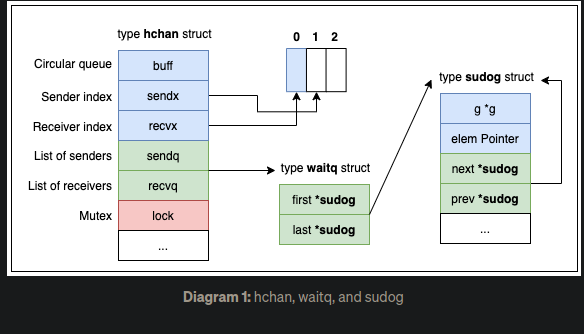 type hchan struct
Circular queue
buff
Sender index
sendx
Receiver index
recvx
List of senders
sendq
List of receivers
recvq
Mutex
lock
...
0 1 2
type waitq struct
first *sudog
last *sudog
type sudog struct
g *g
elem Pointer
next *sudog
prev *sudog
...
Diagram 1: hchan, waitq, and sudog